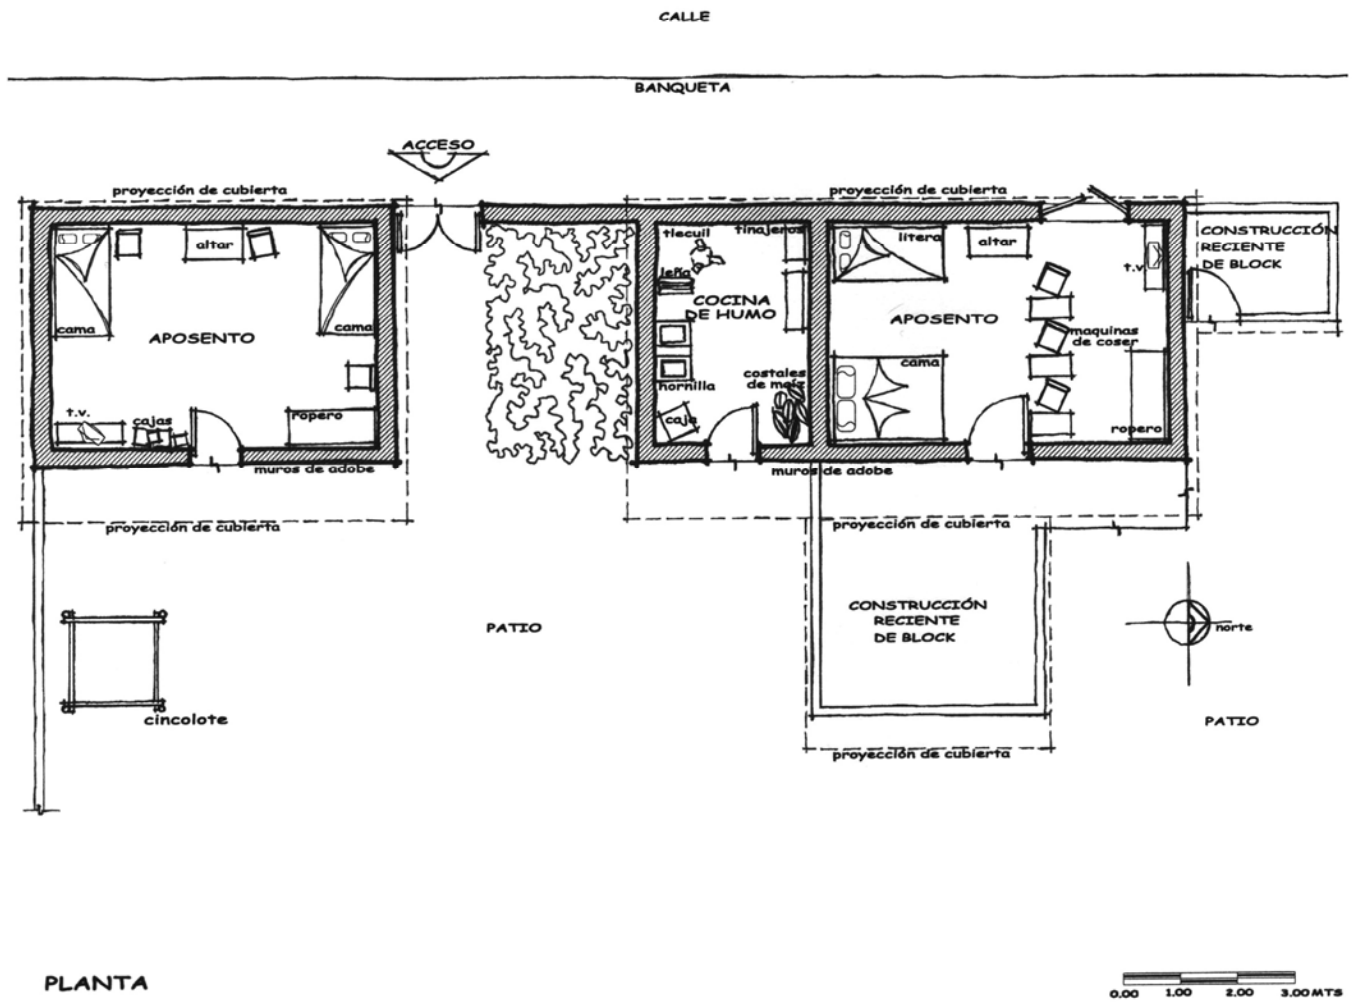 CALLE
BANQUETA
ACCESO
proyección de cubierta
proyección de cubierta
altar
cama
cama
APOSENTO
t.v.
cajas
ropero
muros de adobe
proyección de cubierta
tlecuil
tinajeros
leña
COCINA
DE HUMO
hornilla
costales
de maíz
caja
litera
altar
t.v.
APOSENTO
maquinas
de coser
cama
ropero
muros de adobe
CONSTRUCCIÓN
RECIENTE
DE BLOCK
proyección de cubierta
CONSTRUCCIÓN
RECIENTE
DE BLOCK
PATIO
norte
cincolote
PATIO
proyección de cubierta
PLANTA
0.00 1.00 2.00 3.00 MTS